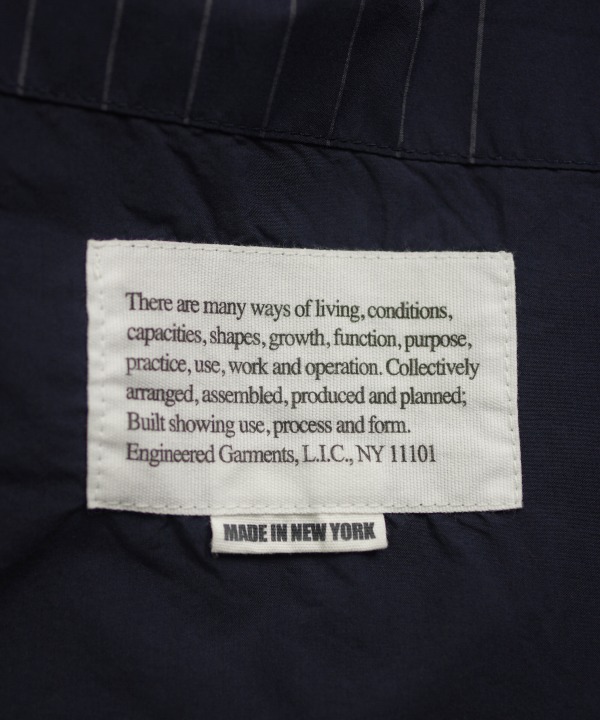 There are many ways of living, conditions,
capacities, shapes, growth, function, purpose,
practice, use, work and operation. Collectively
arranged, assembled, produced and planned;
Built showing use, process and form.
Engineered Garments, L.I.C., NY 11101
MADE IN NEW YORK